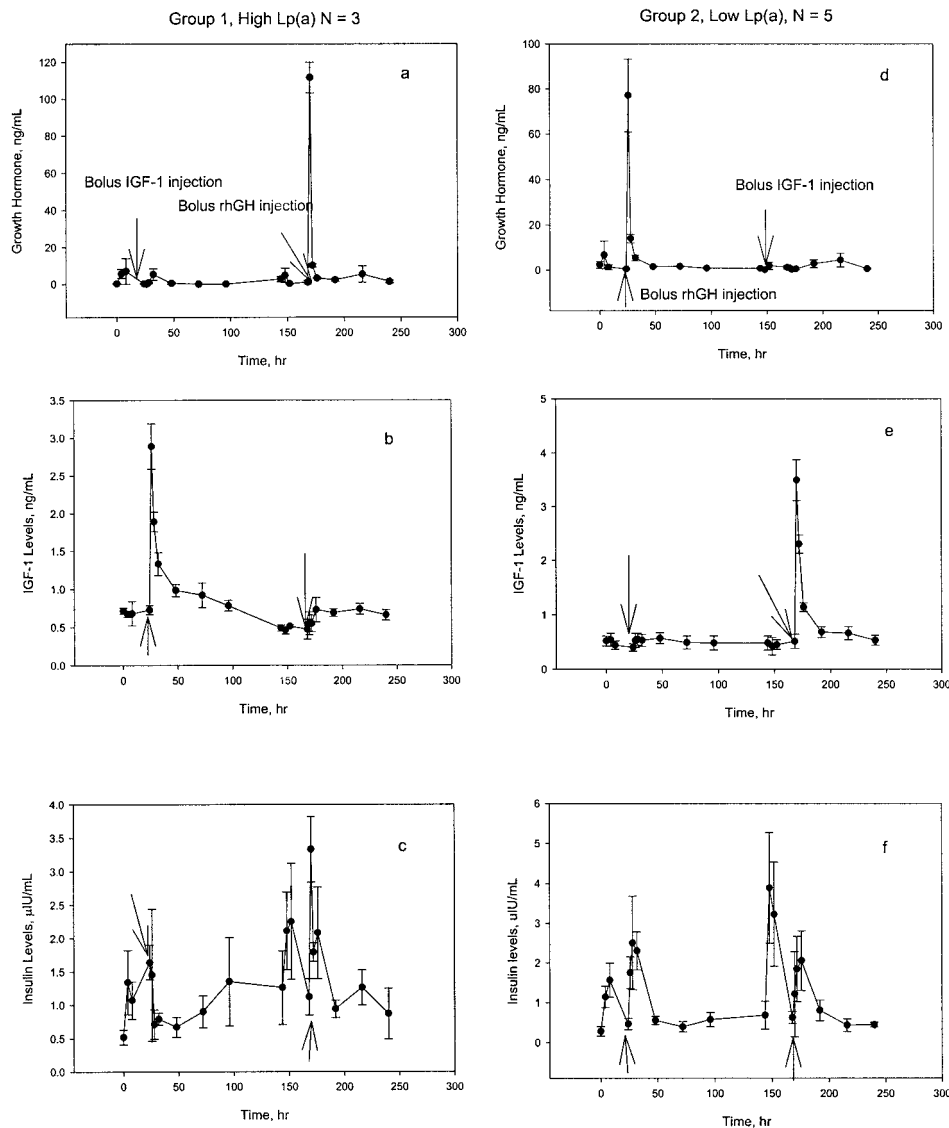 Group 1, High Lp(a) N = 3
Group 2, Low Lp(a), N = 5
a
Growth Hormone, ng/mL
120
100
80
60
40
20
0
Bolus IGF-1 injection
Bolus rhGH injection
0 50 100 150 200 250 300
Time, hr
d
Growth Hormone, ng/mL
100
80
60
40
20
0
Bolus IGF-1 injection
Bolus rhGH injection
0 50 100 150 200 250 300
Time, hr
b
IGF-1 Levels, ng/mL
3.5
3.0
2.5
2.0
1.5
1.0
0.5
0.0
0 50 100 150 200 250 300
Time, hr
e
IGF-1 Levels, ng/mL
5
4
3
2
1
0
0 50 100 150 200 250 300
Time, hr
c
Insulin Levels, µIU/mL
4.0
3.5
3.0
2.5
2.0
1.5
1.0
0.5
0.0
0 50 100 150 200 250 300
Time, hr
f
Insulin levels, uIU/mL
6
5
4
3
2
1
0
0 50 100 150 200 250 300
Time, hr